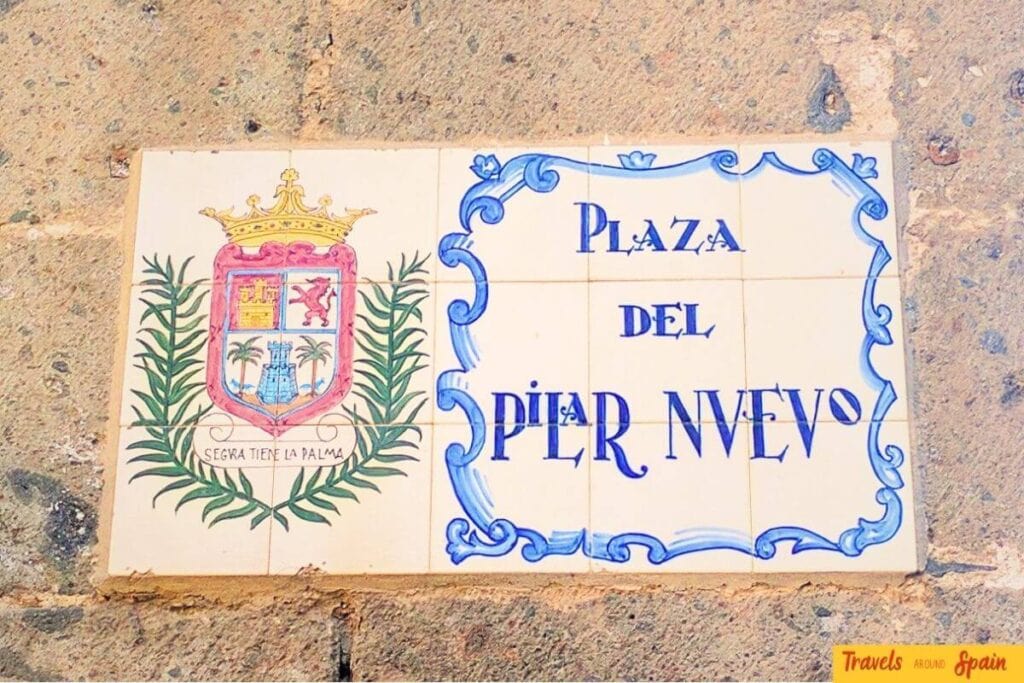 PLAZA
DEL
PILAR NVEVO
SEGVRA TIENE LA PALMA
Travels AROUND Spain